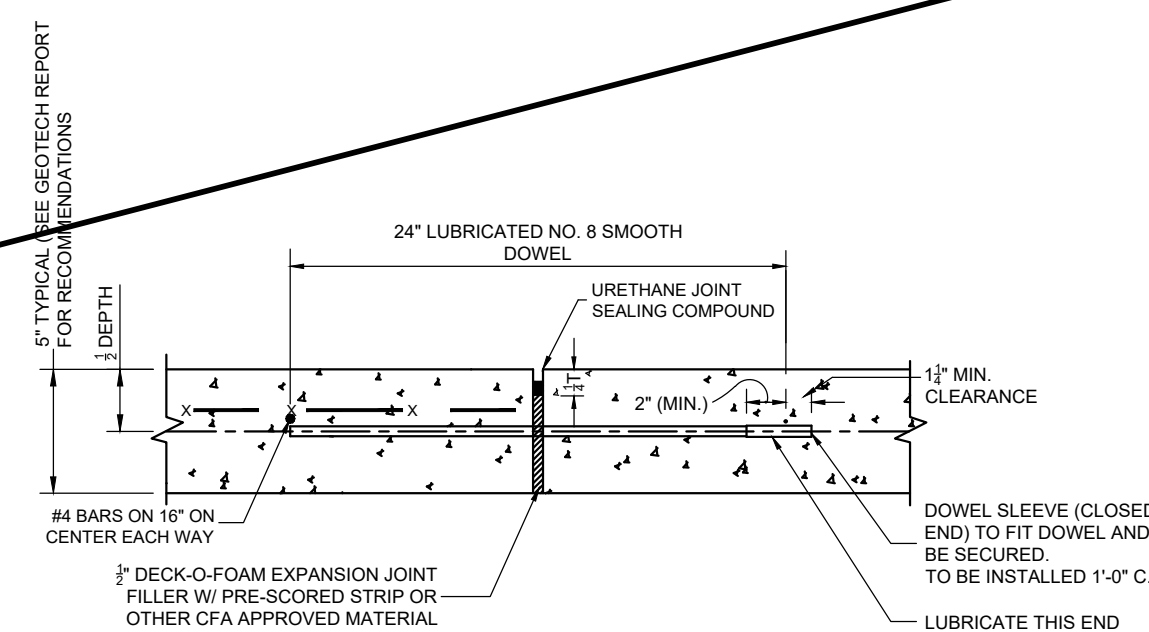 5" TYPICAL (SEE GEOTECH REPORT
FOR RECOMMENDATIONS
1/2 DEPTH
24" LUBRICATED NO. 8 SMOOTH
DOWEL
URETHANE JOINT
SEALING COMPOUND
1/4T
2" (MIN.)
1 1/4" MIN.
CLEARANCE
X
X
X
#4 BARS ON 16" ON
CENTER EACH WAY
1/2" DECK-O-FOAM EXPANSION JOINT
FILLER W/ PRE-SCORED STRIP OR
OTHER CFA APPROVED MATERIAL
DOWEL SLEEVE (CLOSED
END) TO FIT DOWEL AND
BE SECURED.
TO BE INSTALLED 1'-0" C.
LUBRICATE THIS END